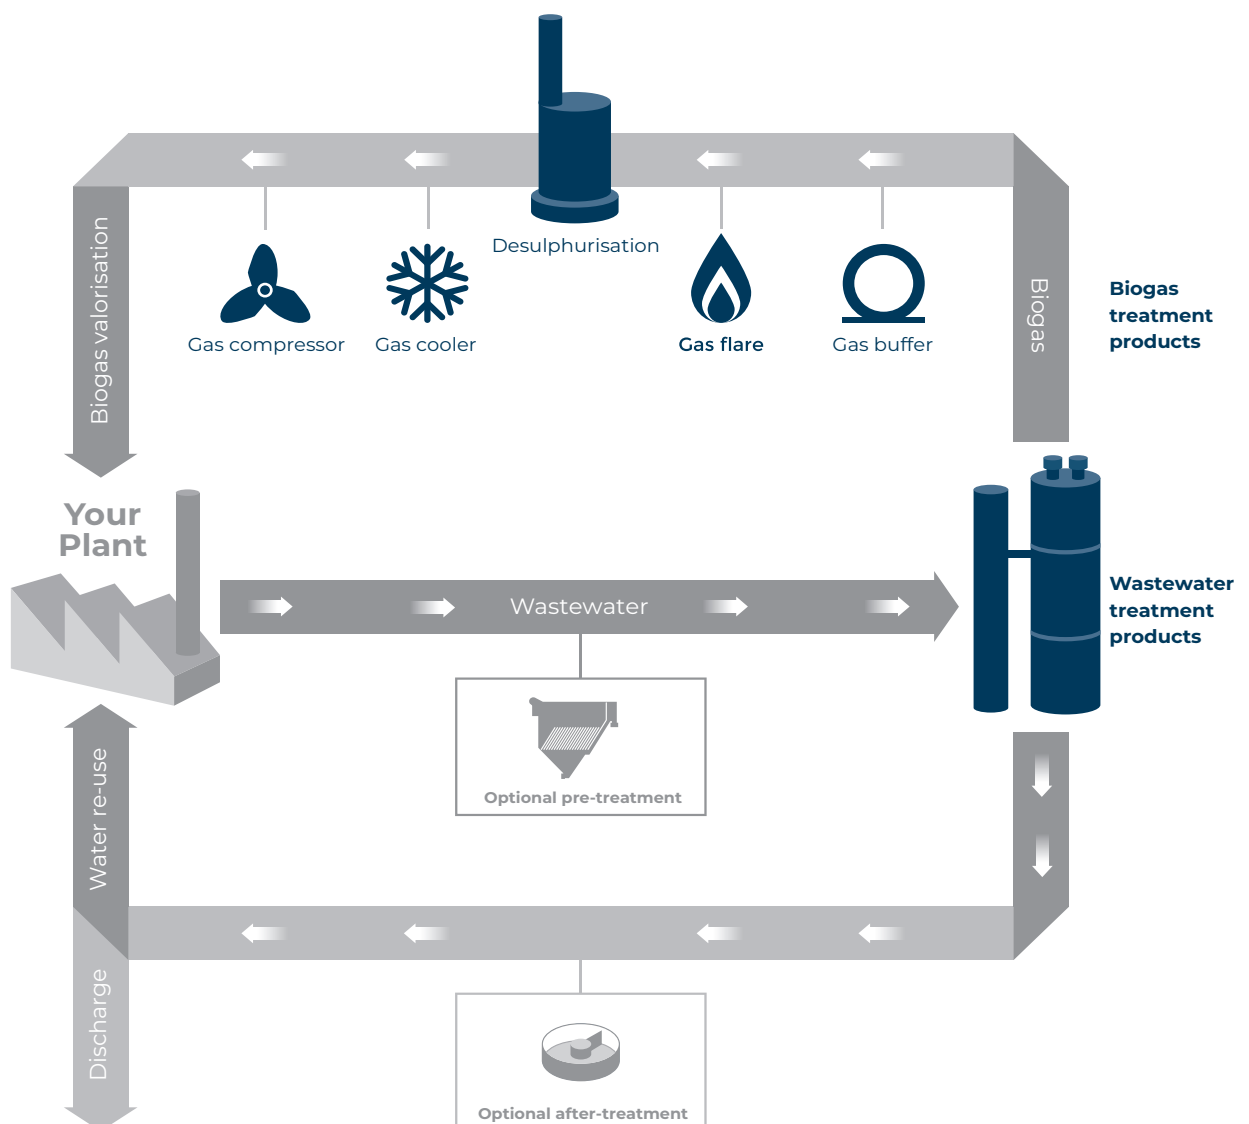 Desulphurisation
Gas compressor
Gas cooler
Gas flare
Gas buffer
Biogas valorisation
Biogas
Biogas
treatment
products
Your
Plant
Wastewater
Wastewater
treatment
products
Optional pre-treatment
Water re-use
Discharge
Optional after-treatment